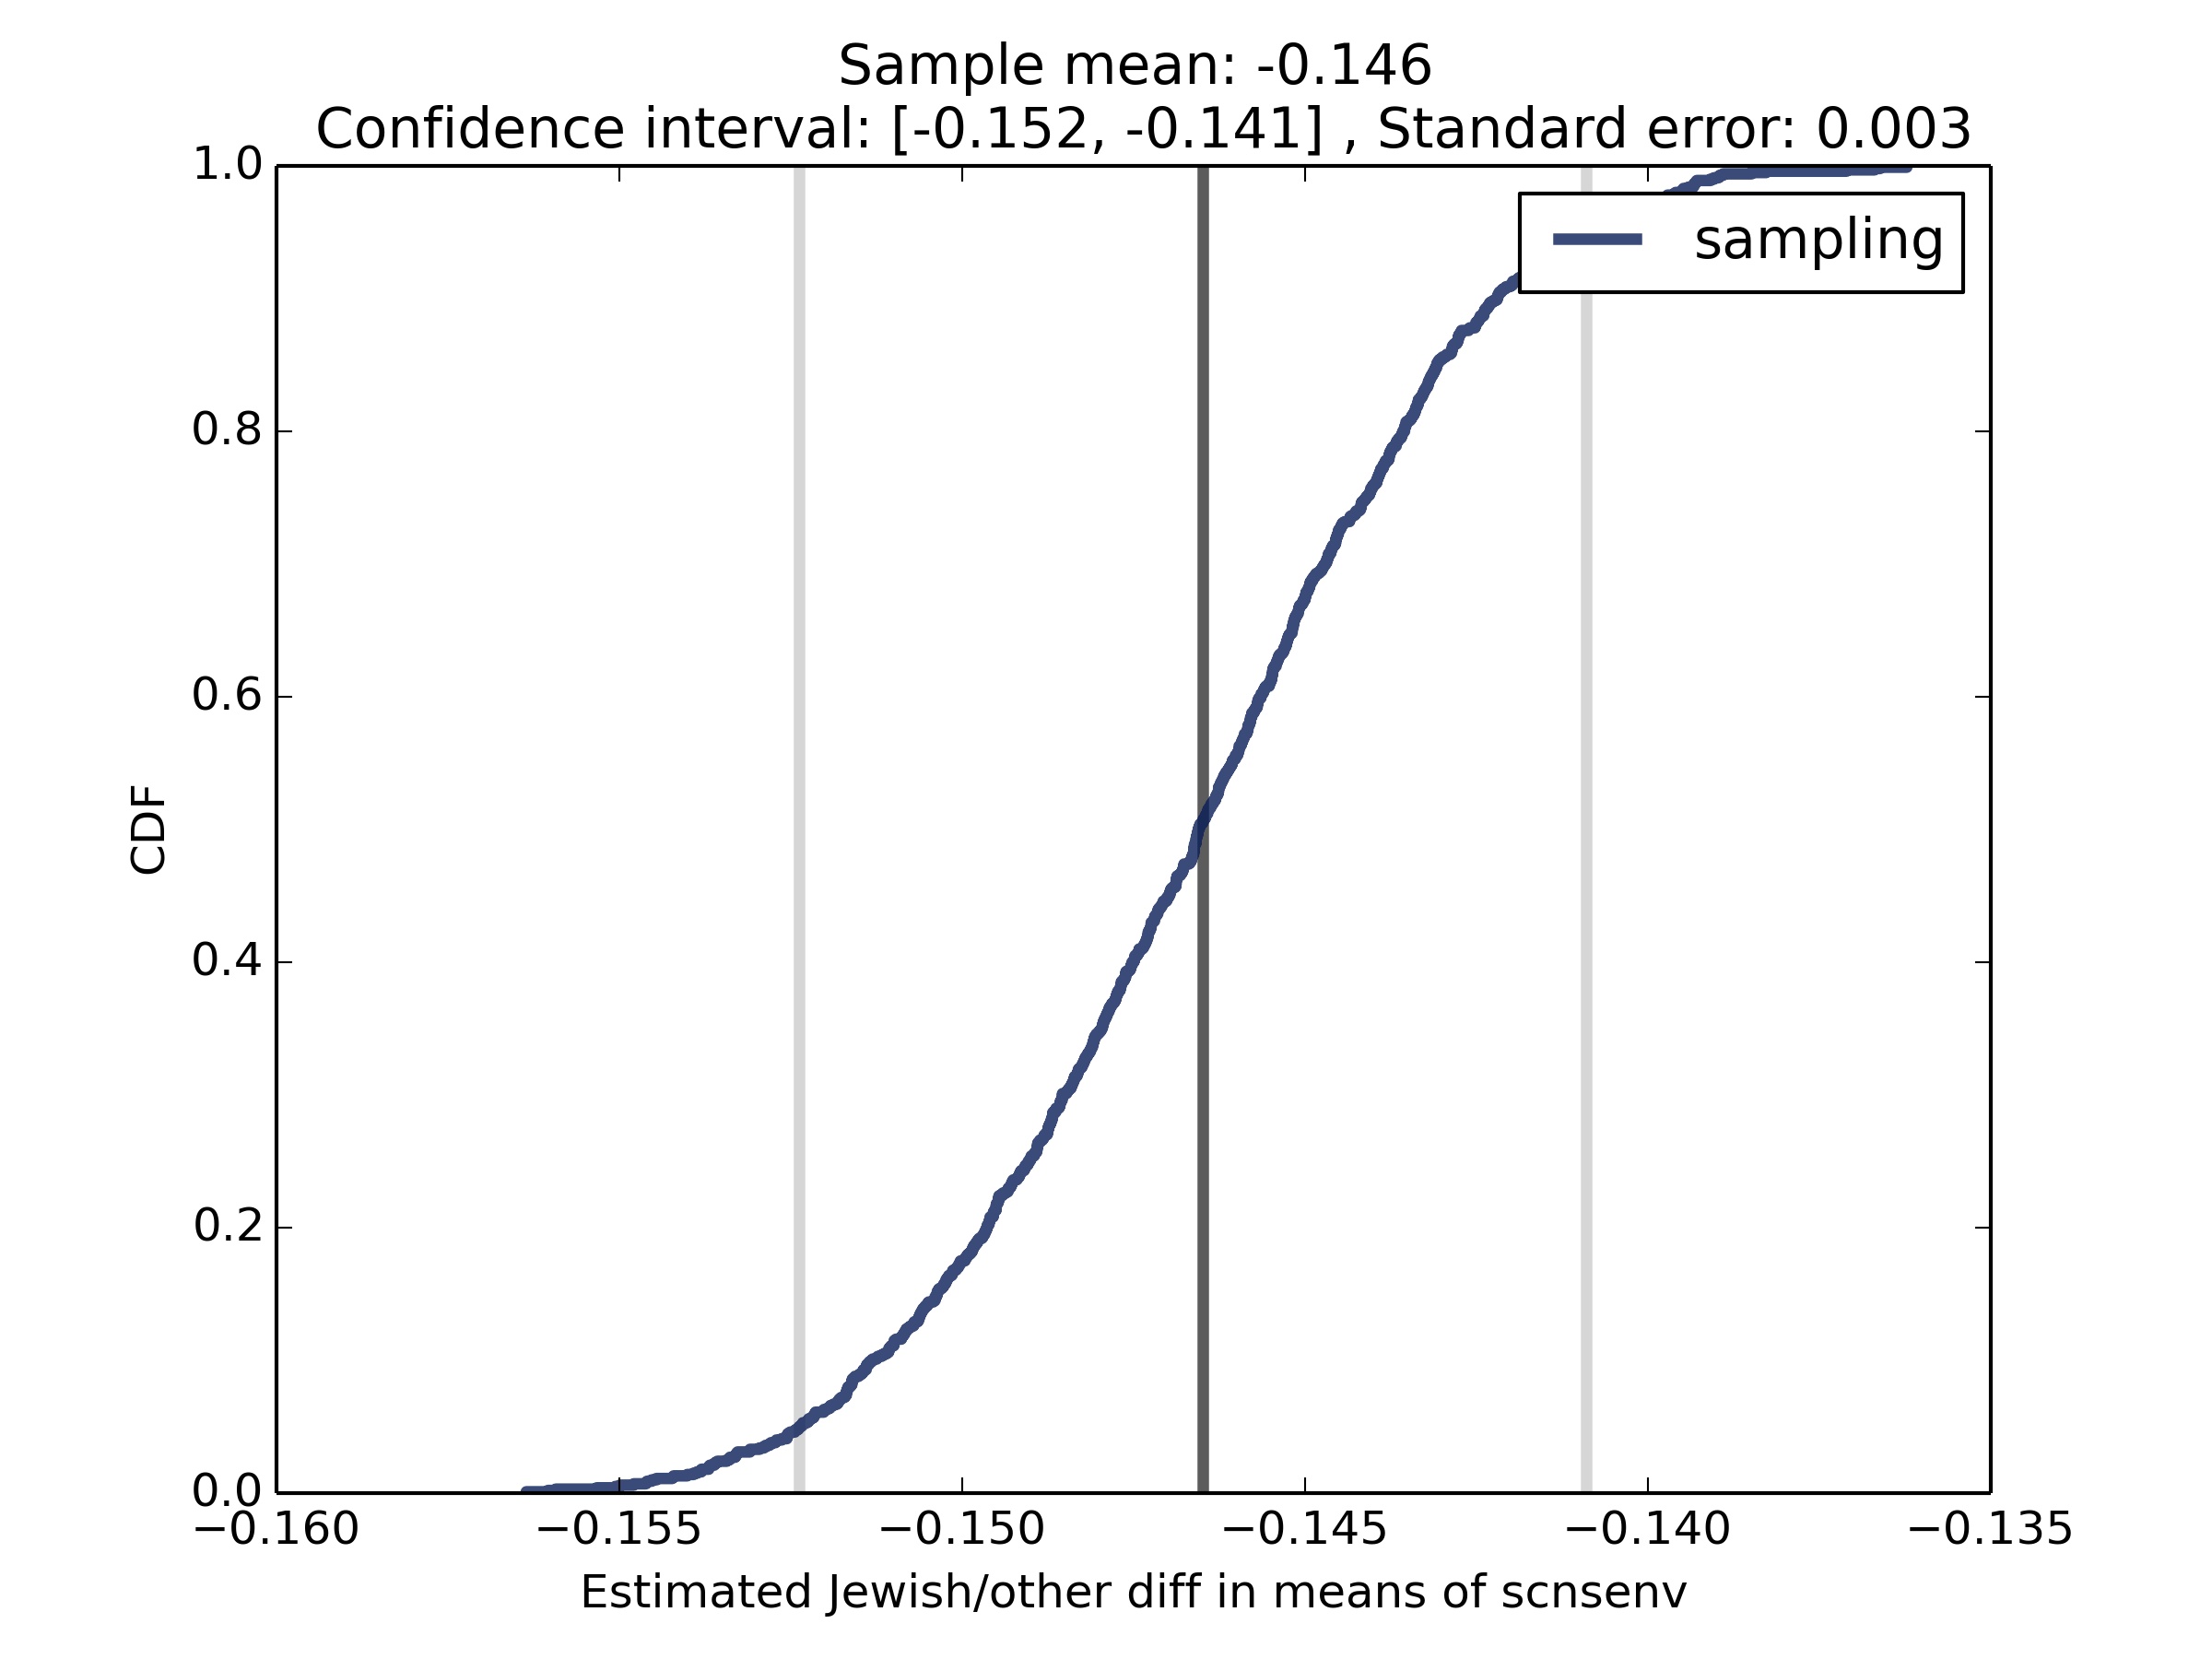 Sample mean: -0.146
Confidence interval: [-0.152, -0.141] , Standard error: 0.003
1.0
sampling
0.8
0.6
CDF
0.4
0.2
0.0
−0.160 −0.155 −0.150 −0.145 −0.140 −0.135
Estimated Jewish/other diff in means of scnsenv